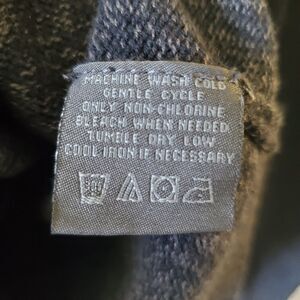 MACHINE WASH COLD
GENTLE CYCLE
ONLY NON-CHLORINE
BLEACH WHEN NEEDED
TUMBLE DRY LOW
COOL IRON IF NECESSARY